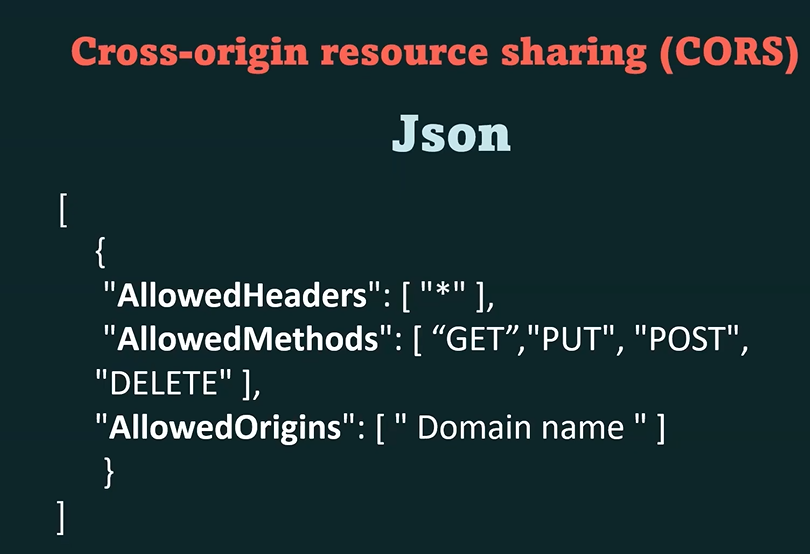 Cross-origin resource sharing (CORS)
Json
[
{
"AllowedHeaders": [ "*" ],
"AllowedMethods": [ “GET”,"PUT", "POST",
"DELETE" ],
"AllowedOrigins": [ " Domain name " ]
}
]